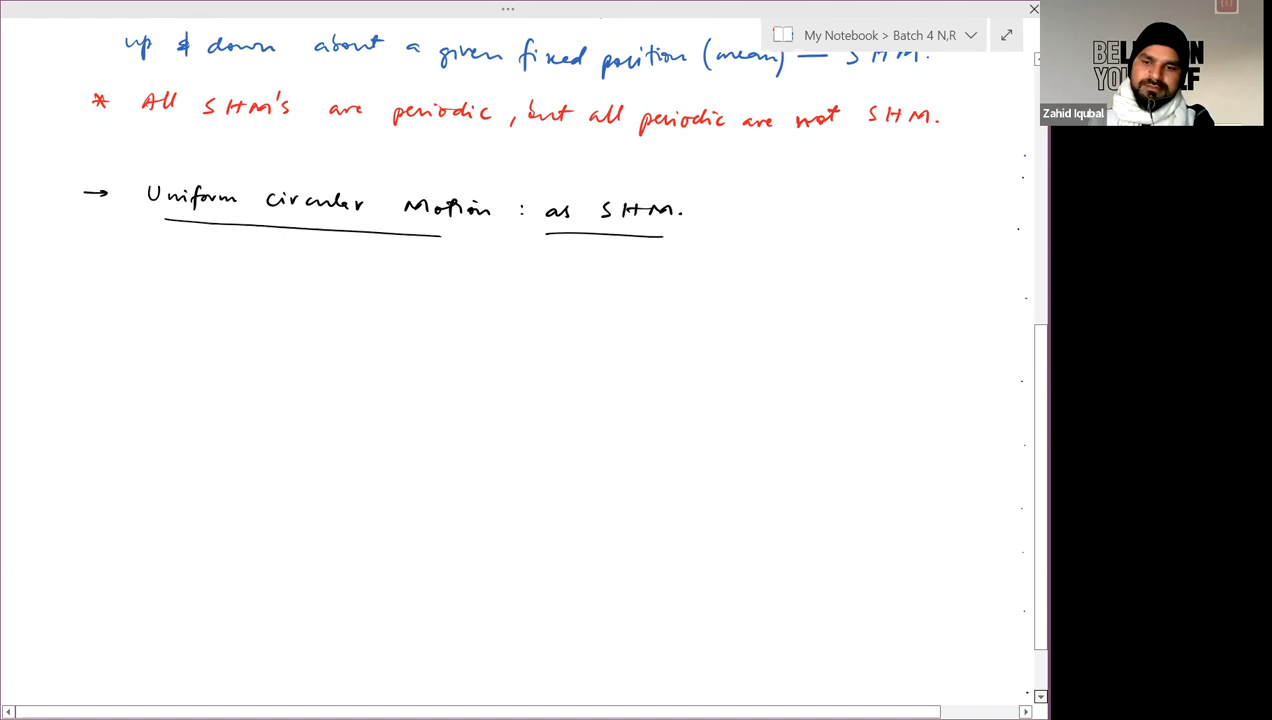 up & down about a given fixed position (mean) — SHM.
My Notebook > Batch 4 N,R
* All SHM's are periodic, but all periodic are not SHM.
→ Uniform circular Motion : as SHM.
Zahid Iqubal